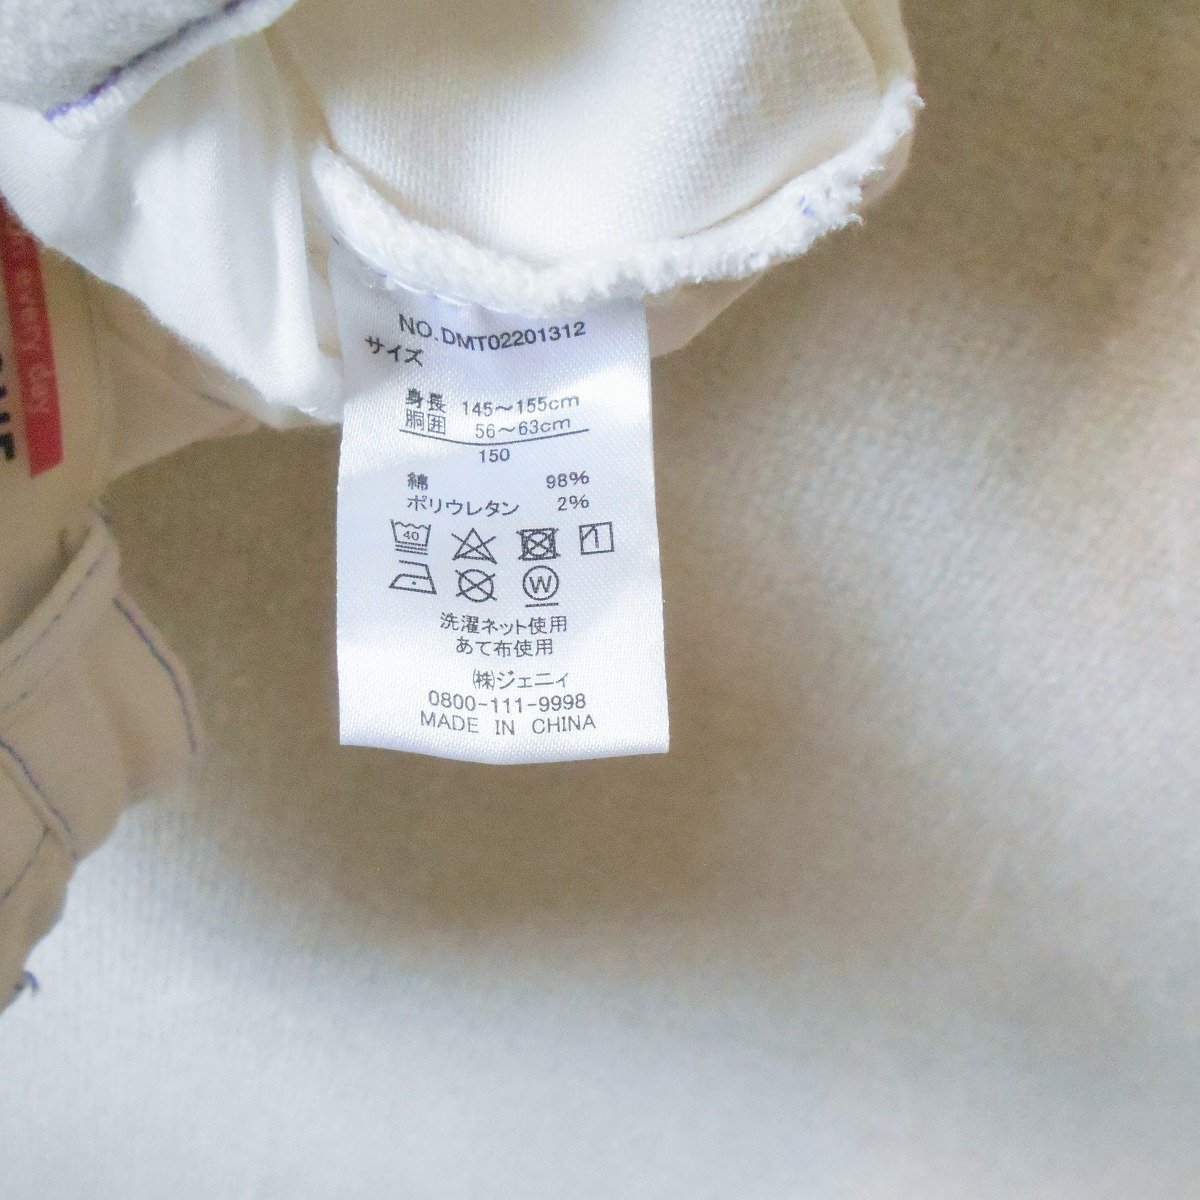 NO.DMT02201312
サイズ
身長 145～155cm
胴囲 56～63cm
150
綿 98%
ポリウレタン 2%
40
W
洗濯ネット使用
あて布使用
㈱ジェニィ
0800-111-9998
MADE IN CHINA